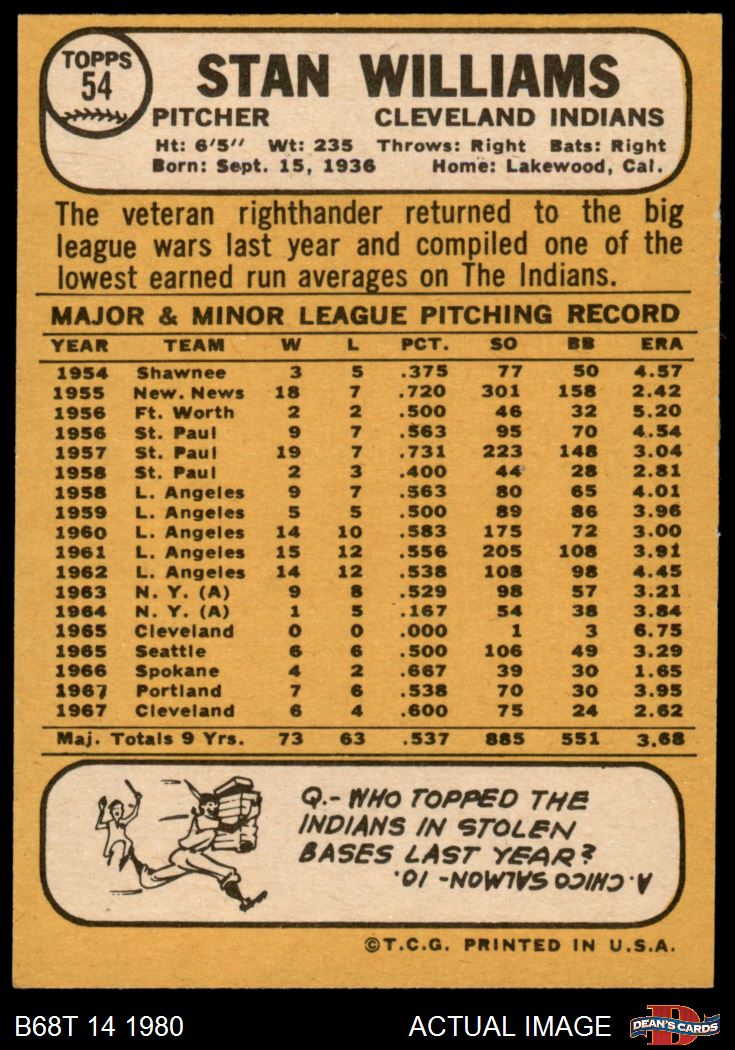 TOPPS
54
STAN WILLIAMS
PITCHER CLEVELAND INDIANS
Ht: 6'5" Wt: 235 Throws: Right Bats: Right
Born: Sept. 15, 1936 Home: Lakewood, Cal.
The veteran righthander returned to the big
league wars last year and compiled one of the
lowest earned run averages on The Indians.
MAJOR & MINOR LEAGUE PITCHING RECORD
YEAR TEAM W L PCT. SO BB ERA
1954 Shawnee 3 5 .375 77 50 4.57
1955 New. News 18 7 .720 301 158 2.42
1956 Ft. Worth 2 2 .500 46 32 5.20
1956 St. Paul 9 7 .563 95 70 4.54
1957 St. Paul 19 7 .731 223 148 3.04
1958 St. Paul 2 3 .400 44 28 2.81
1958 L. Angeles 9 7 .563 80 65 4.01
1959 L. Angeles 5 5 .500 89 86 3.96
1960 L. Angeles 14 10 .583 175 72 3.00
1961 L. Angeles 15 12 .556 205 108 3.91
1962 L. Angeles 14 12 .538 108 98 4.45
1963 N. Y. (A) 9 8 .529 98 57 3.21
1964 N. Y. (A) 1 5 .167 54 38 3.84
1965 Cleveland 0 0 .000 1 3 6.75
1965 Seattle 6 6 .500 106 49 3.29
1966 Spokane 4 2 .667 39 30 1.65
1967 Portland 7 6 .538 70 30 3.95
1967 Cleveland 6 4 .600 75 24 2.62
Maj. Totals 9 Yrs. 73 63 .537 885 551 3.68
Q.- WHO TOPPED THE
INDIANS IN STOLEN
BASES LAST YEAR?
A. CHICO SALMON- 10.
©T.C.G. PRINTED IN U.S.A.
B68T 14 1980 ACTUAL IMAGE
D
DEAN'S CARDS